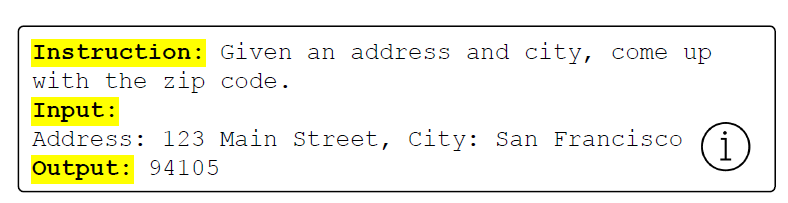 Instruction: Given an address and city, come up
with the zip code.
Input:
Address: 123 Main Street, City: San Francisco
Output: 94105
i